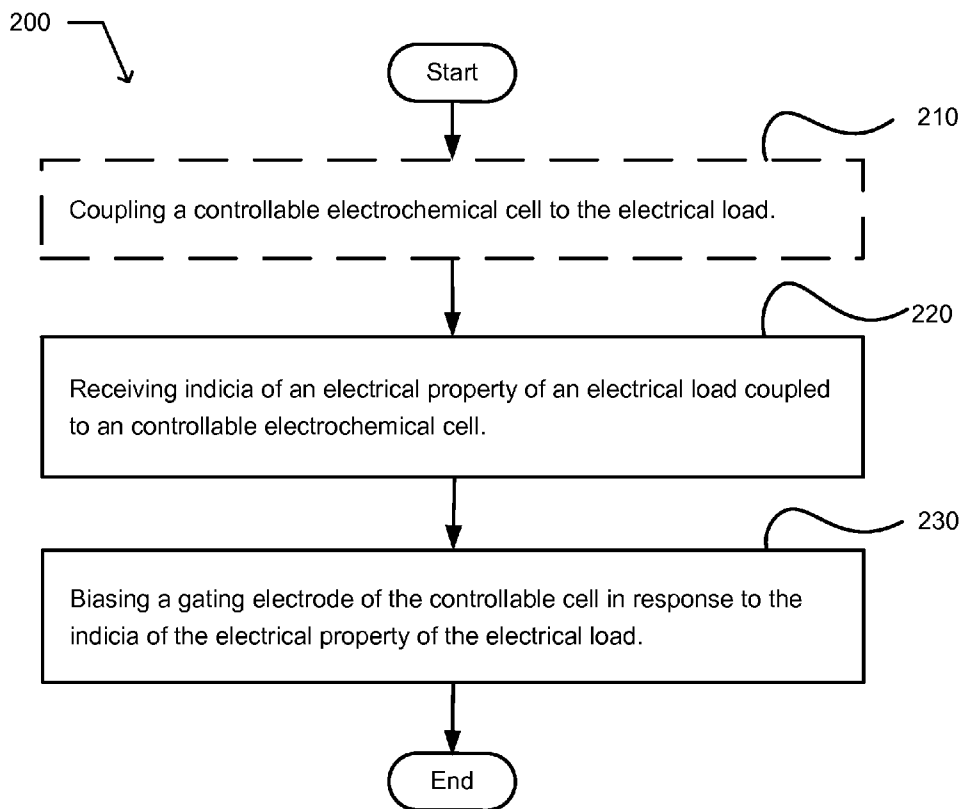 200
Start
210
Coupling a controllable electrochemical cell to the electrical load.
220
Receiving indicia of an electrical property of an electrical load coupled
to an controllable electrochemical cell.
230
Biasing a gating electrode of the controllable cell in response to the
indicia of the electrical property of the electrical load.
End